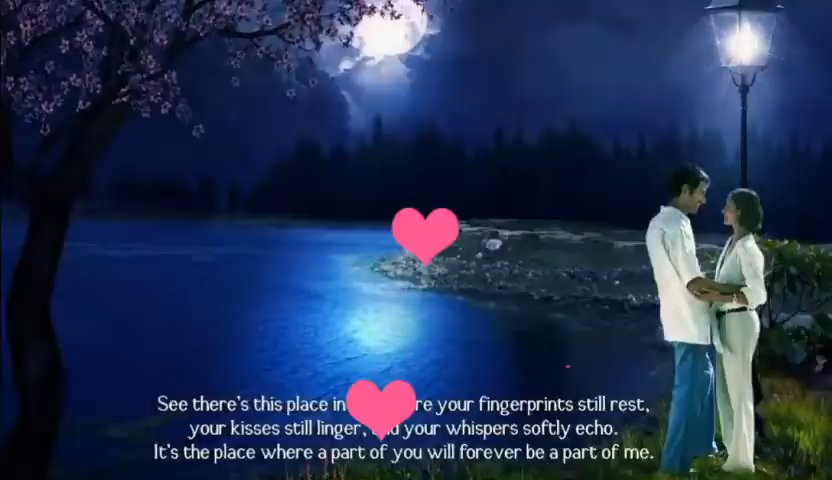 See there's this place in re your fingerprints still rest,
your kisses still linger, d your whispers softly echo.
It's the place where a part of you will forever be a part of me.